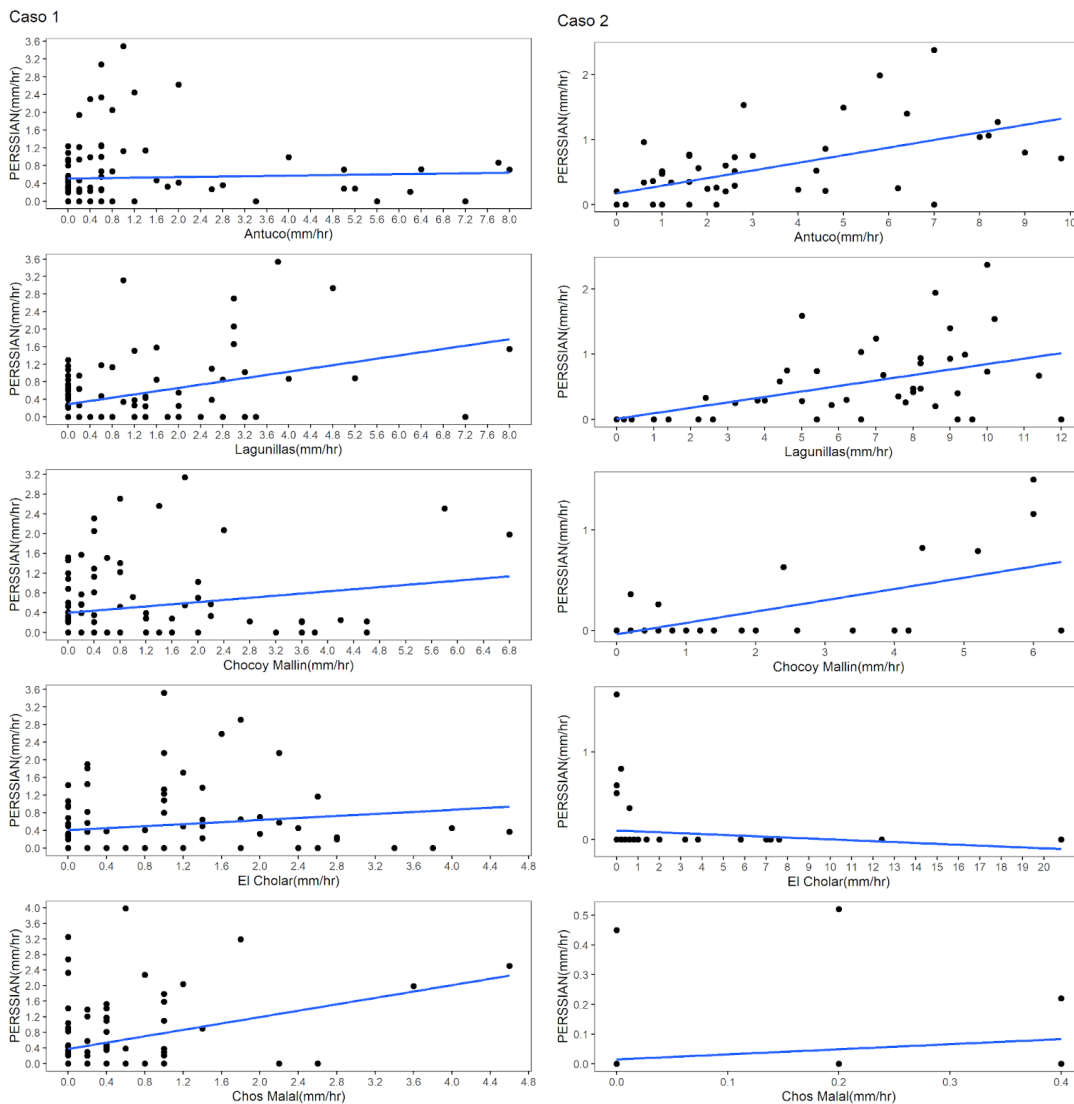 Caso 1
3.6
3.2
2.8
2.4
2.0
1.6
1.2
0.8
0.4
0.0
PERSSIAN(mm/hr)
0.0 0.4 0.8 1.2 1.6 2.0 2.4 2.8 3.2 3.6 4.0 4.4 4.8 5.2 5.6 6.0 6.4 6.8 7.2 7.6 8.0
Antuco(mm/hr)
3.6
3.2
2.8
2.4
2.0
1.6
1.2
0.8
0.4
0.0
PERSSIAN(mm/hr)
0.0 0.4 0.8 1.2 1.6 2.0 2.4 2.8 3.2 3.6 4.0 4.4 4.8 5.2 5.6 6.0 6.4 6.8 7.2 7.6 8.0
Lagunillas(mm/hr)
3.2
2.8
2.4
2.0
1.6
1.2
0.8
0.4
0.0
PERSSIAN(mm/hr)
0.0 0.4 0.8 1.2 1.6 2.0 2.4 2.8 3.2 3.6 4.0 4.4 4.8 5.2 5.6 6.0 6.4 6.8
Chocoy Mallin(mm/hr)
3.6
3.2
2.8
2.4
2.0
1.6
1.2
0.8
0.4
0.0
PERSSIAN(mm/hr)
0.0 0.4 0.8 1.2 1.6 2.0 2.4 2.8 3.2 3.6 4.0 4.4 4.8
El Cholar(mm/hr)
4.0
3.6
3.2
2.8
2.4
2.0
1.6
1.2
0.8
0.4
0.0
PERSSIAN(mm/hr)
0.0 0.4 0.8 1.2 1.6 2.0 2.4 2.8 3.2 3.6 4.0 4.4 4.8
Chos Malal(mm/hr)
Caso 2
2
1
0
PERSSIAN(mm/hr)
0 1 2 3 4 5 6 7 8 9 10
Antuco(mm/hr)
2
1
0
PERSSIAN(mm/hr)
0 1 2 3 4 5 6 7 8 9 10 11 12
Lagunillas(mm/hr)
1
0
PERSSIAN(mm/hr)
0 1 2 3 4 5 6
Chocoy Mallin(mm/hr)
1
0
PERSSIAN(mm/hr)
0 1 2 3 4 5 6 7 8 9 10 11 12 13 14 15 16 17 18 19 20
El Cholar(mm/hr)
0.5
0.4
0.3
0.2
0.1
0.0
PERSSIAN(mm/hr)
0.0 0.1 0.2 0.3 0.4
Chos Malal(mm/hr)